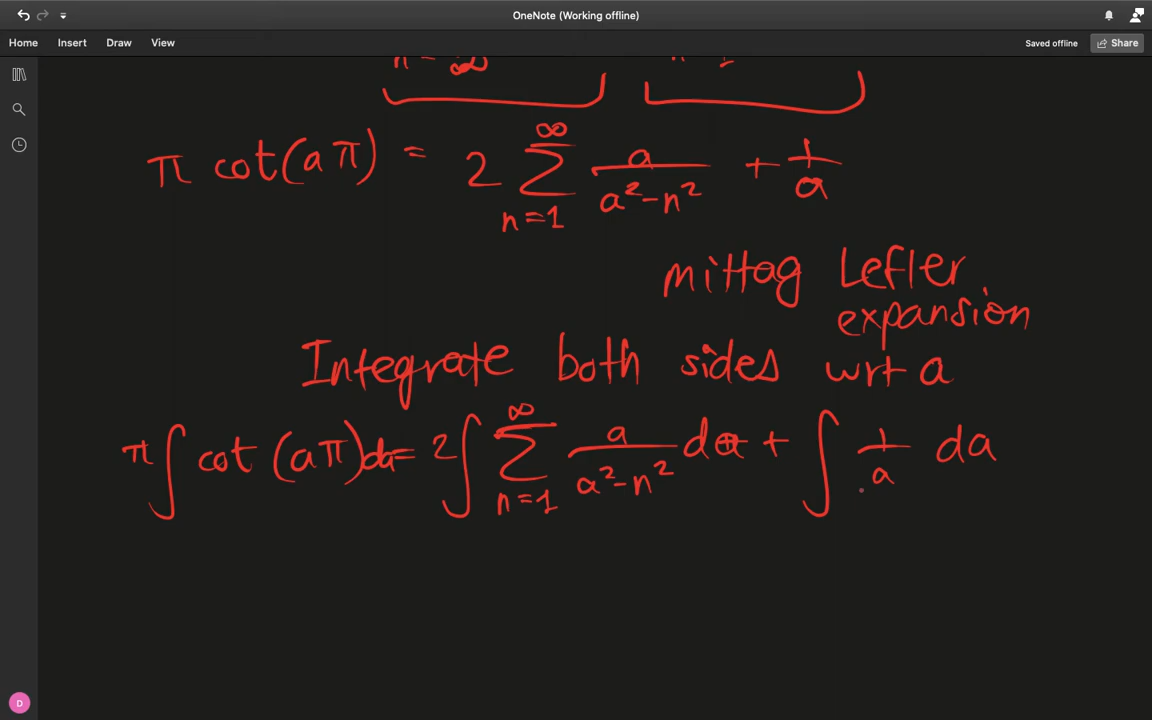 OneNote (Working offline)
Home Insert Draw View Saved offline Share
π cot(aπ) = 2 ∑_{n=1}^{∞} a/(a²-n²) + 1/a
mittag Lefler
expansion
Integrate both sides wrt a
π∫ cot (aπ)da = 2∫ ∑_{n=1}^{∞} a/(a²-n²) da + ∫ 1/a da
D